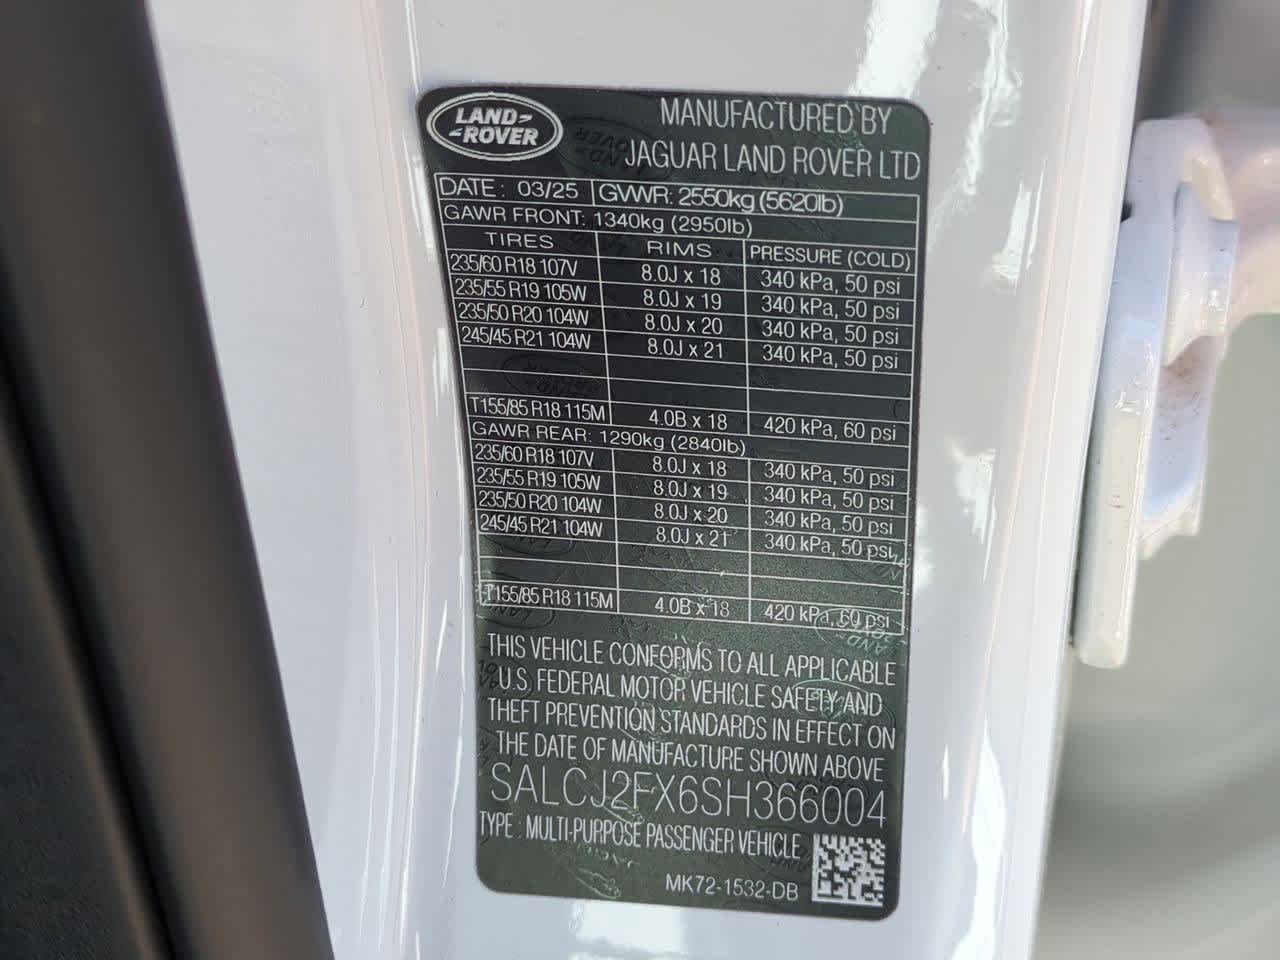 LAND ROVER
MANUFACTURED BY
JAGUAR LAND ROVER LTD
DATE: 03/25 GVWR: 2550kg (5620lb)
GAWR FRONT: 1340kg (2950lb)
TIRES RIMS PRESSURE (COLD)
235/60 R18 107V 8.0J x 18 340 kPa, 50 psi
235/55 R19 105W 8.0J x 19 340 kPa, 50 psi
235/50 R20 104W 8.0J x 20 340 kPa, 50 psi
245/45 R21 104W 8.0J x 21 340 kPa, 50 psi
T155/85 R18 115M 4.0B x 18 420 kPa, 60 psi
GAWR REAR: 1290kg (2840lb)
235/60 R18 107V 8.0J x 18 340 kPa, 50 psi
235/55 R19 105W 8.0J x 19 340 kPa, 50 psi
235/50 R20 104W 8.0J x 20 340 kPa, 50 psi
245/45 R21 104W 8.0J x 21 340 kPa, 50 psi
T155/85 R18 115M 4.0B x 18 420 kPa, 60 psi
THIS VEHICLE CONFORMS TO ALL APPLICABLE
U.S. FEDERAL MOTOR VEHICLE SAFETY AND
THEFT PREVENTION STANDARDS IN EFFECT ON
THE DATE OF MANUFACTURE SHOWN ABOVE
SALCJ2FX6SH366004
TYPE : MULTI-PURPOSE PASSENGER VEHICLE
MK72-1532-DB